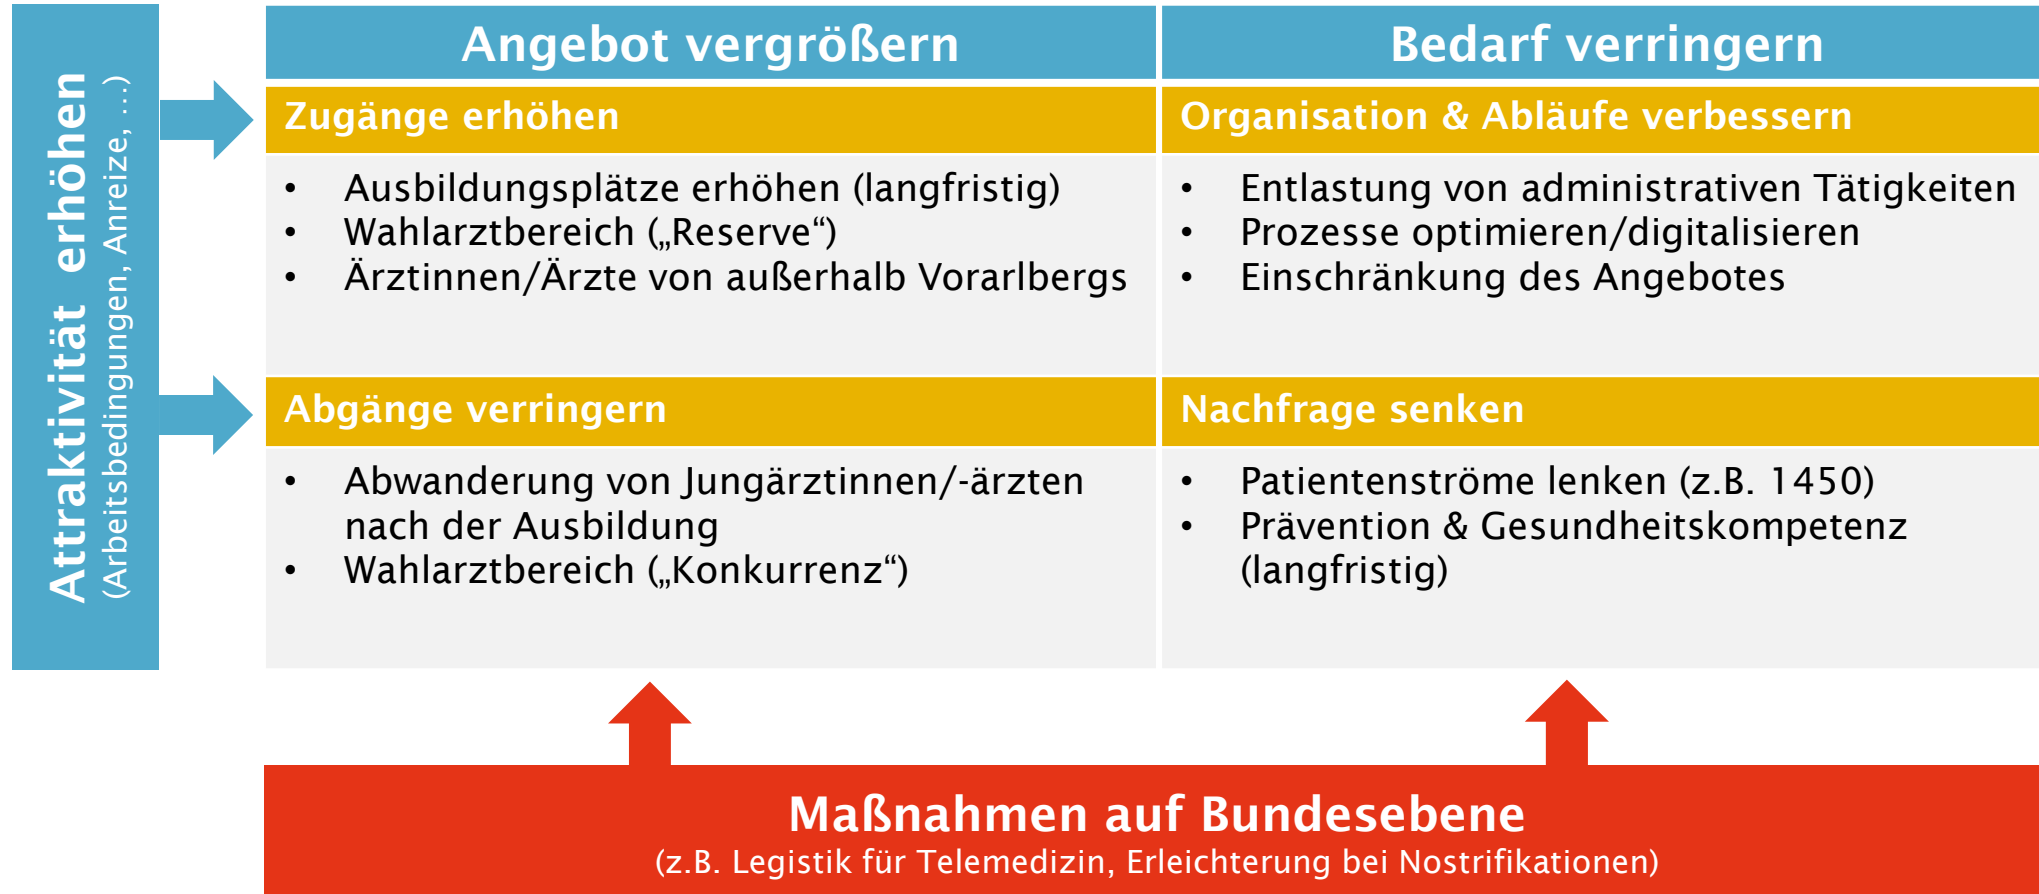 Attraktivität erhöhen
(Arbeitsbedingungen, Anreize, …)
Angebot vergrößern
Bedarf verringern
Zugänge erhöhen
• Ausbildungsplätze erhöhen (langfristig)
• Wahlarztbereich („Reserve“)
• Ärztinnen/Ärzte von außerhalb Vorarlbergs
Organisation & Abläufe verbessern
• Entlastung von administrativen Tätigkeiten
• Prozesse optimieren/digitalisieren
• Einschränkung des Angebotes
Abgänge verringern
• Abwanderung von Jungärztinnen/-ärzten
nach der Ausbildung
• Wahlarztbereich („Konkurrenz“)
Nachfrage senken
• Patientenströme lenken (z.B. 1450)
• Prävention & Gesundheitskompetenz
(langfristig)
Maßnahmen auf Bundesebene
(z.B. Legistik für Telemedizin, Erleichterung bei Nostrifikationen)